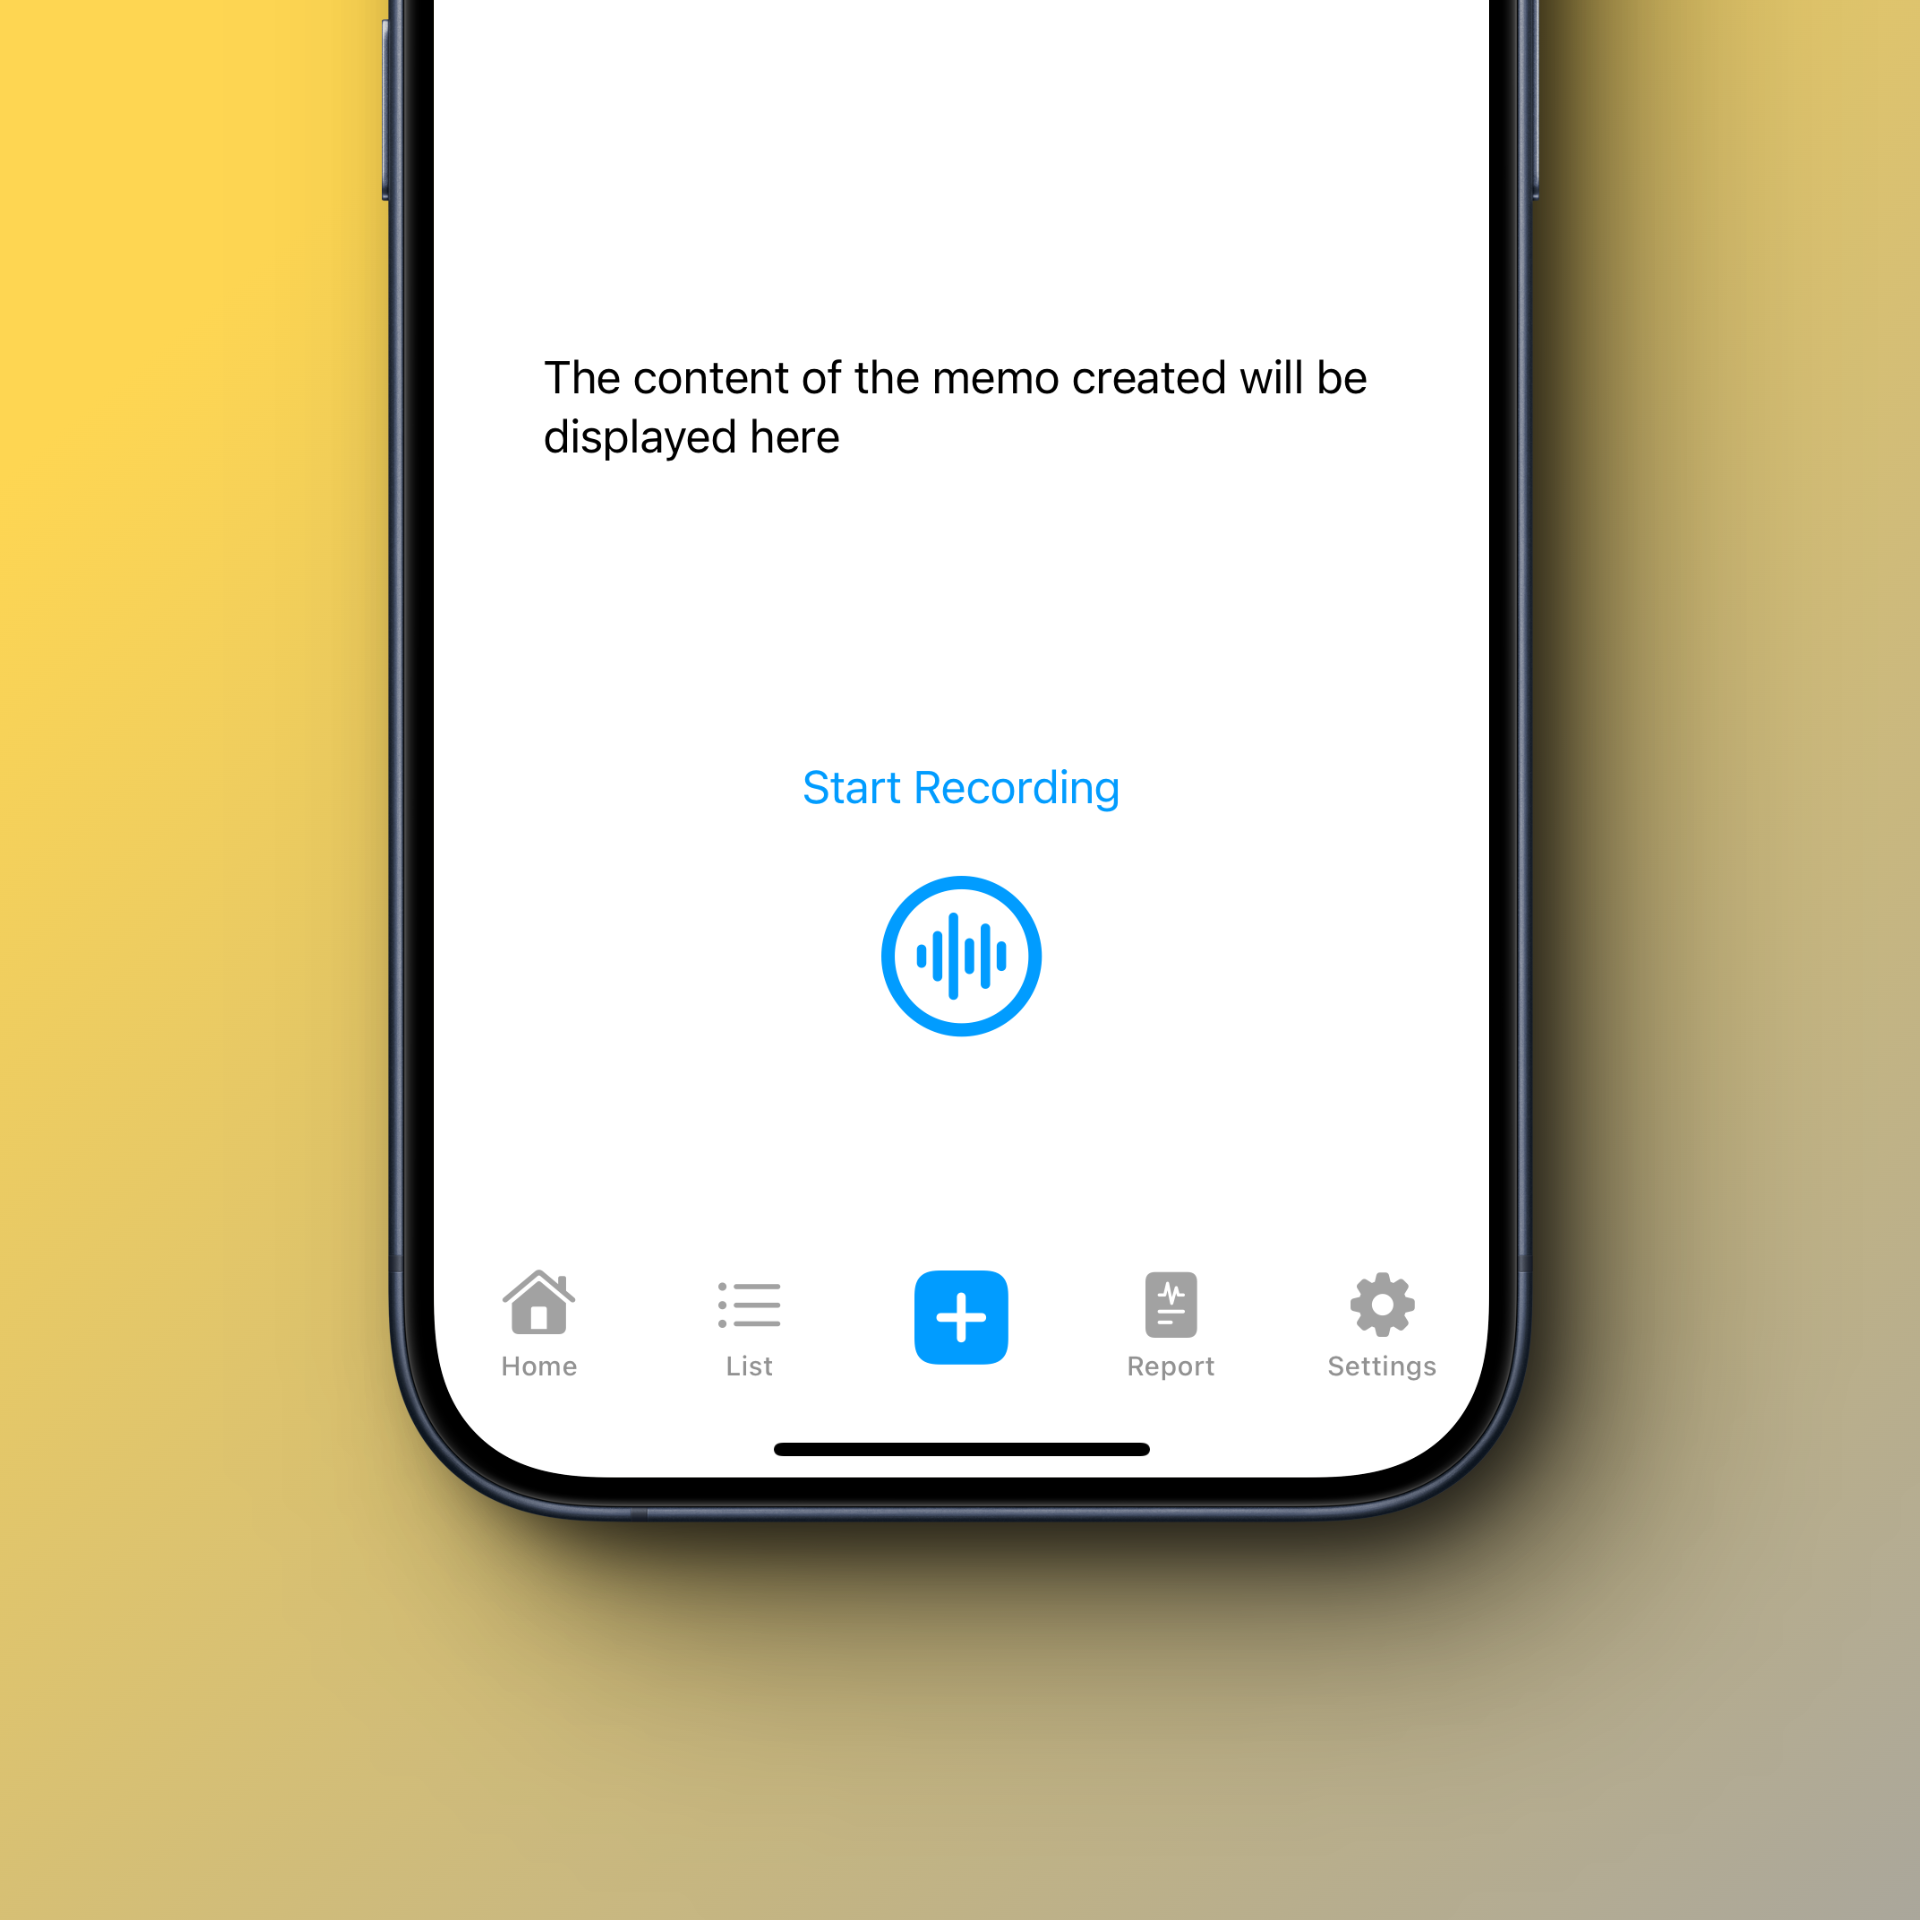 The content of the memo created will be
displayed here
Start Recording
Home
List
Report
Settings